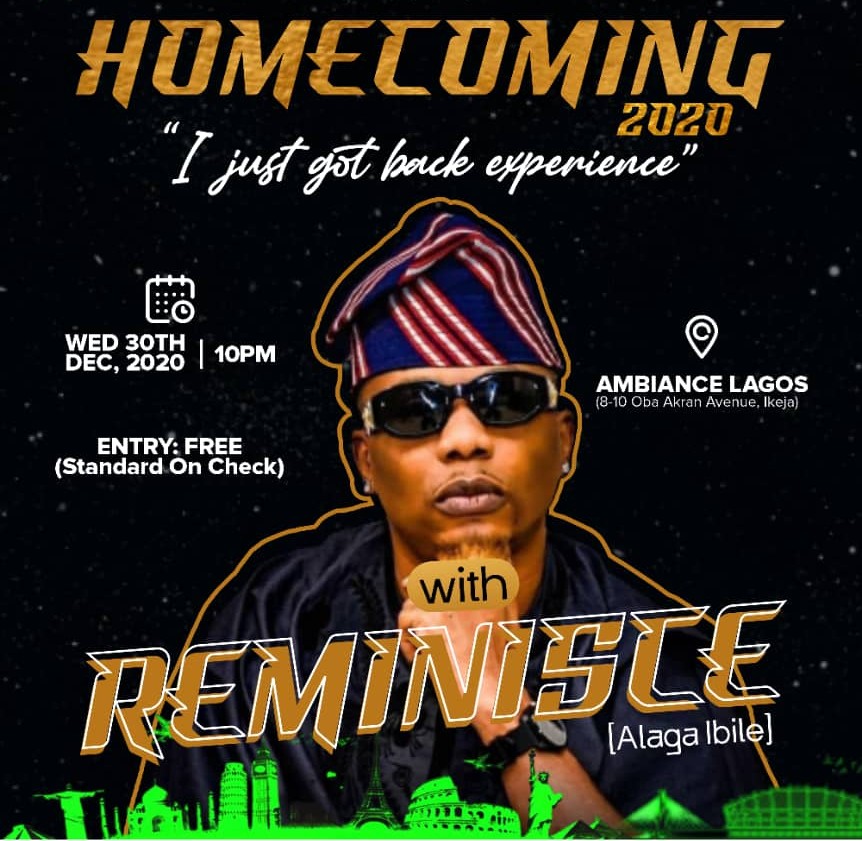 HOMECOMING
2020
"I just got back experience"
WED 30TH
DEC, 2020 | 10PM
ENTRY: FREE
(Standard On Check)
AMBIANCE LAGOS
(8-10 Oba Akran Avenue, Ikeja)
with
REMINISCE
[Alaga Ibile]